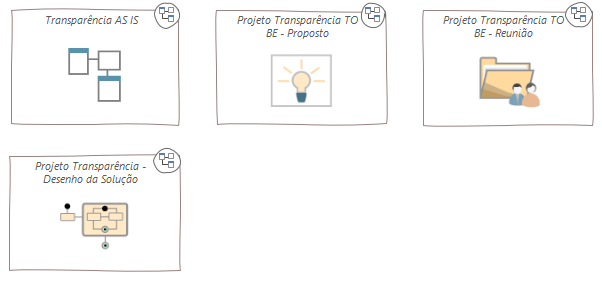 Transparência AS IS
Projeto Transparência TO
BE - Proposto
Projeto Transparência TO
BE - Reunião
Projeto Transparência -
Desenho da Solução